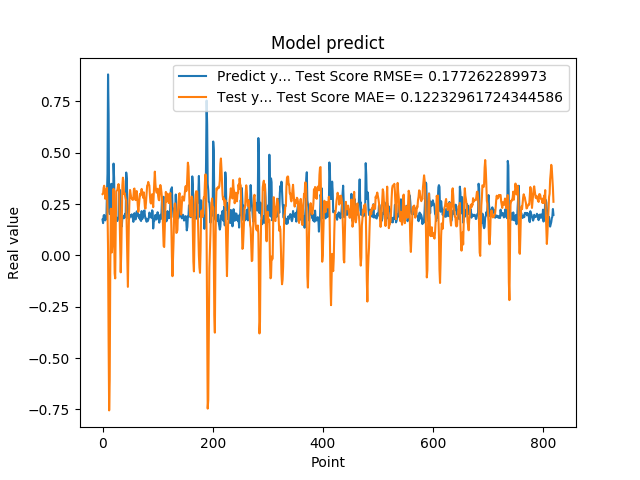 Model predict
Predict y... Test Score RMSE= 0.177262289973
Test y... Test Score MAE= 0.12232961724344586
Real value
0.75
0.50
0.25
0.00
−0.25
−0.50
−0.75
0
200
400
600
800
Point